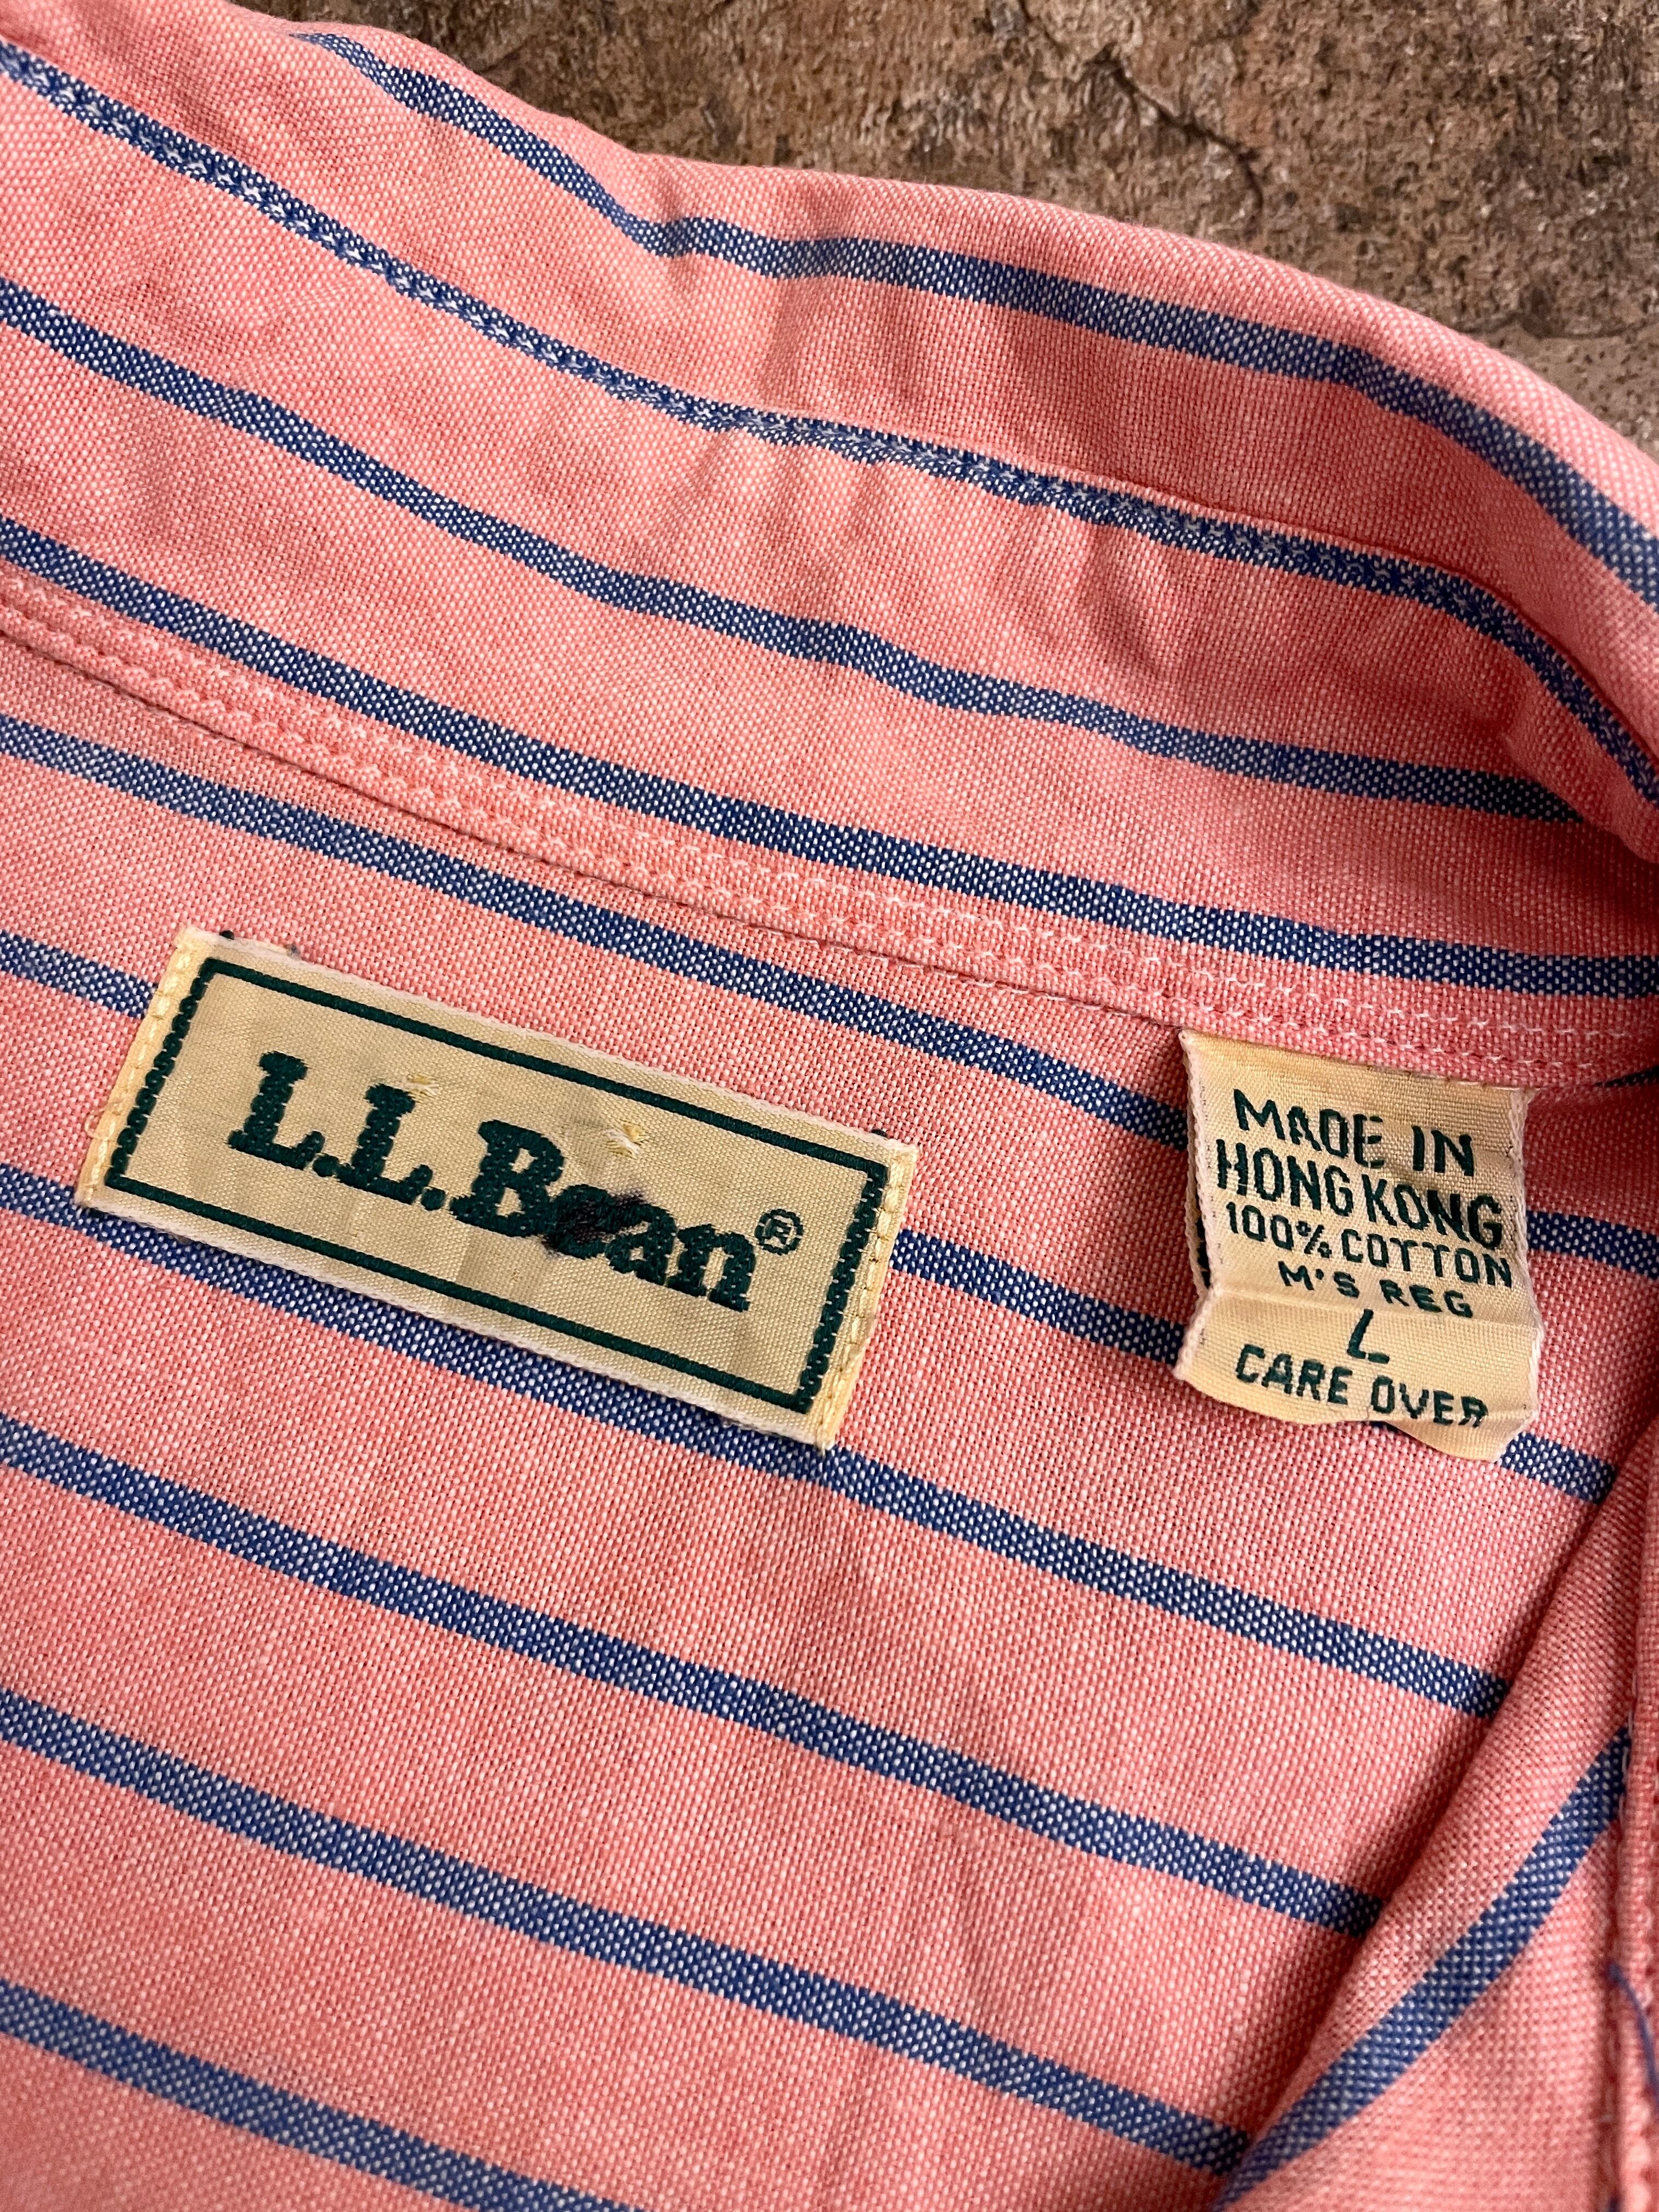 L.L.Bean®
MADE IN
HONG KONG
100% COTTON
M'S REG
L
CARE OVER